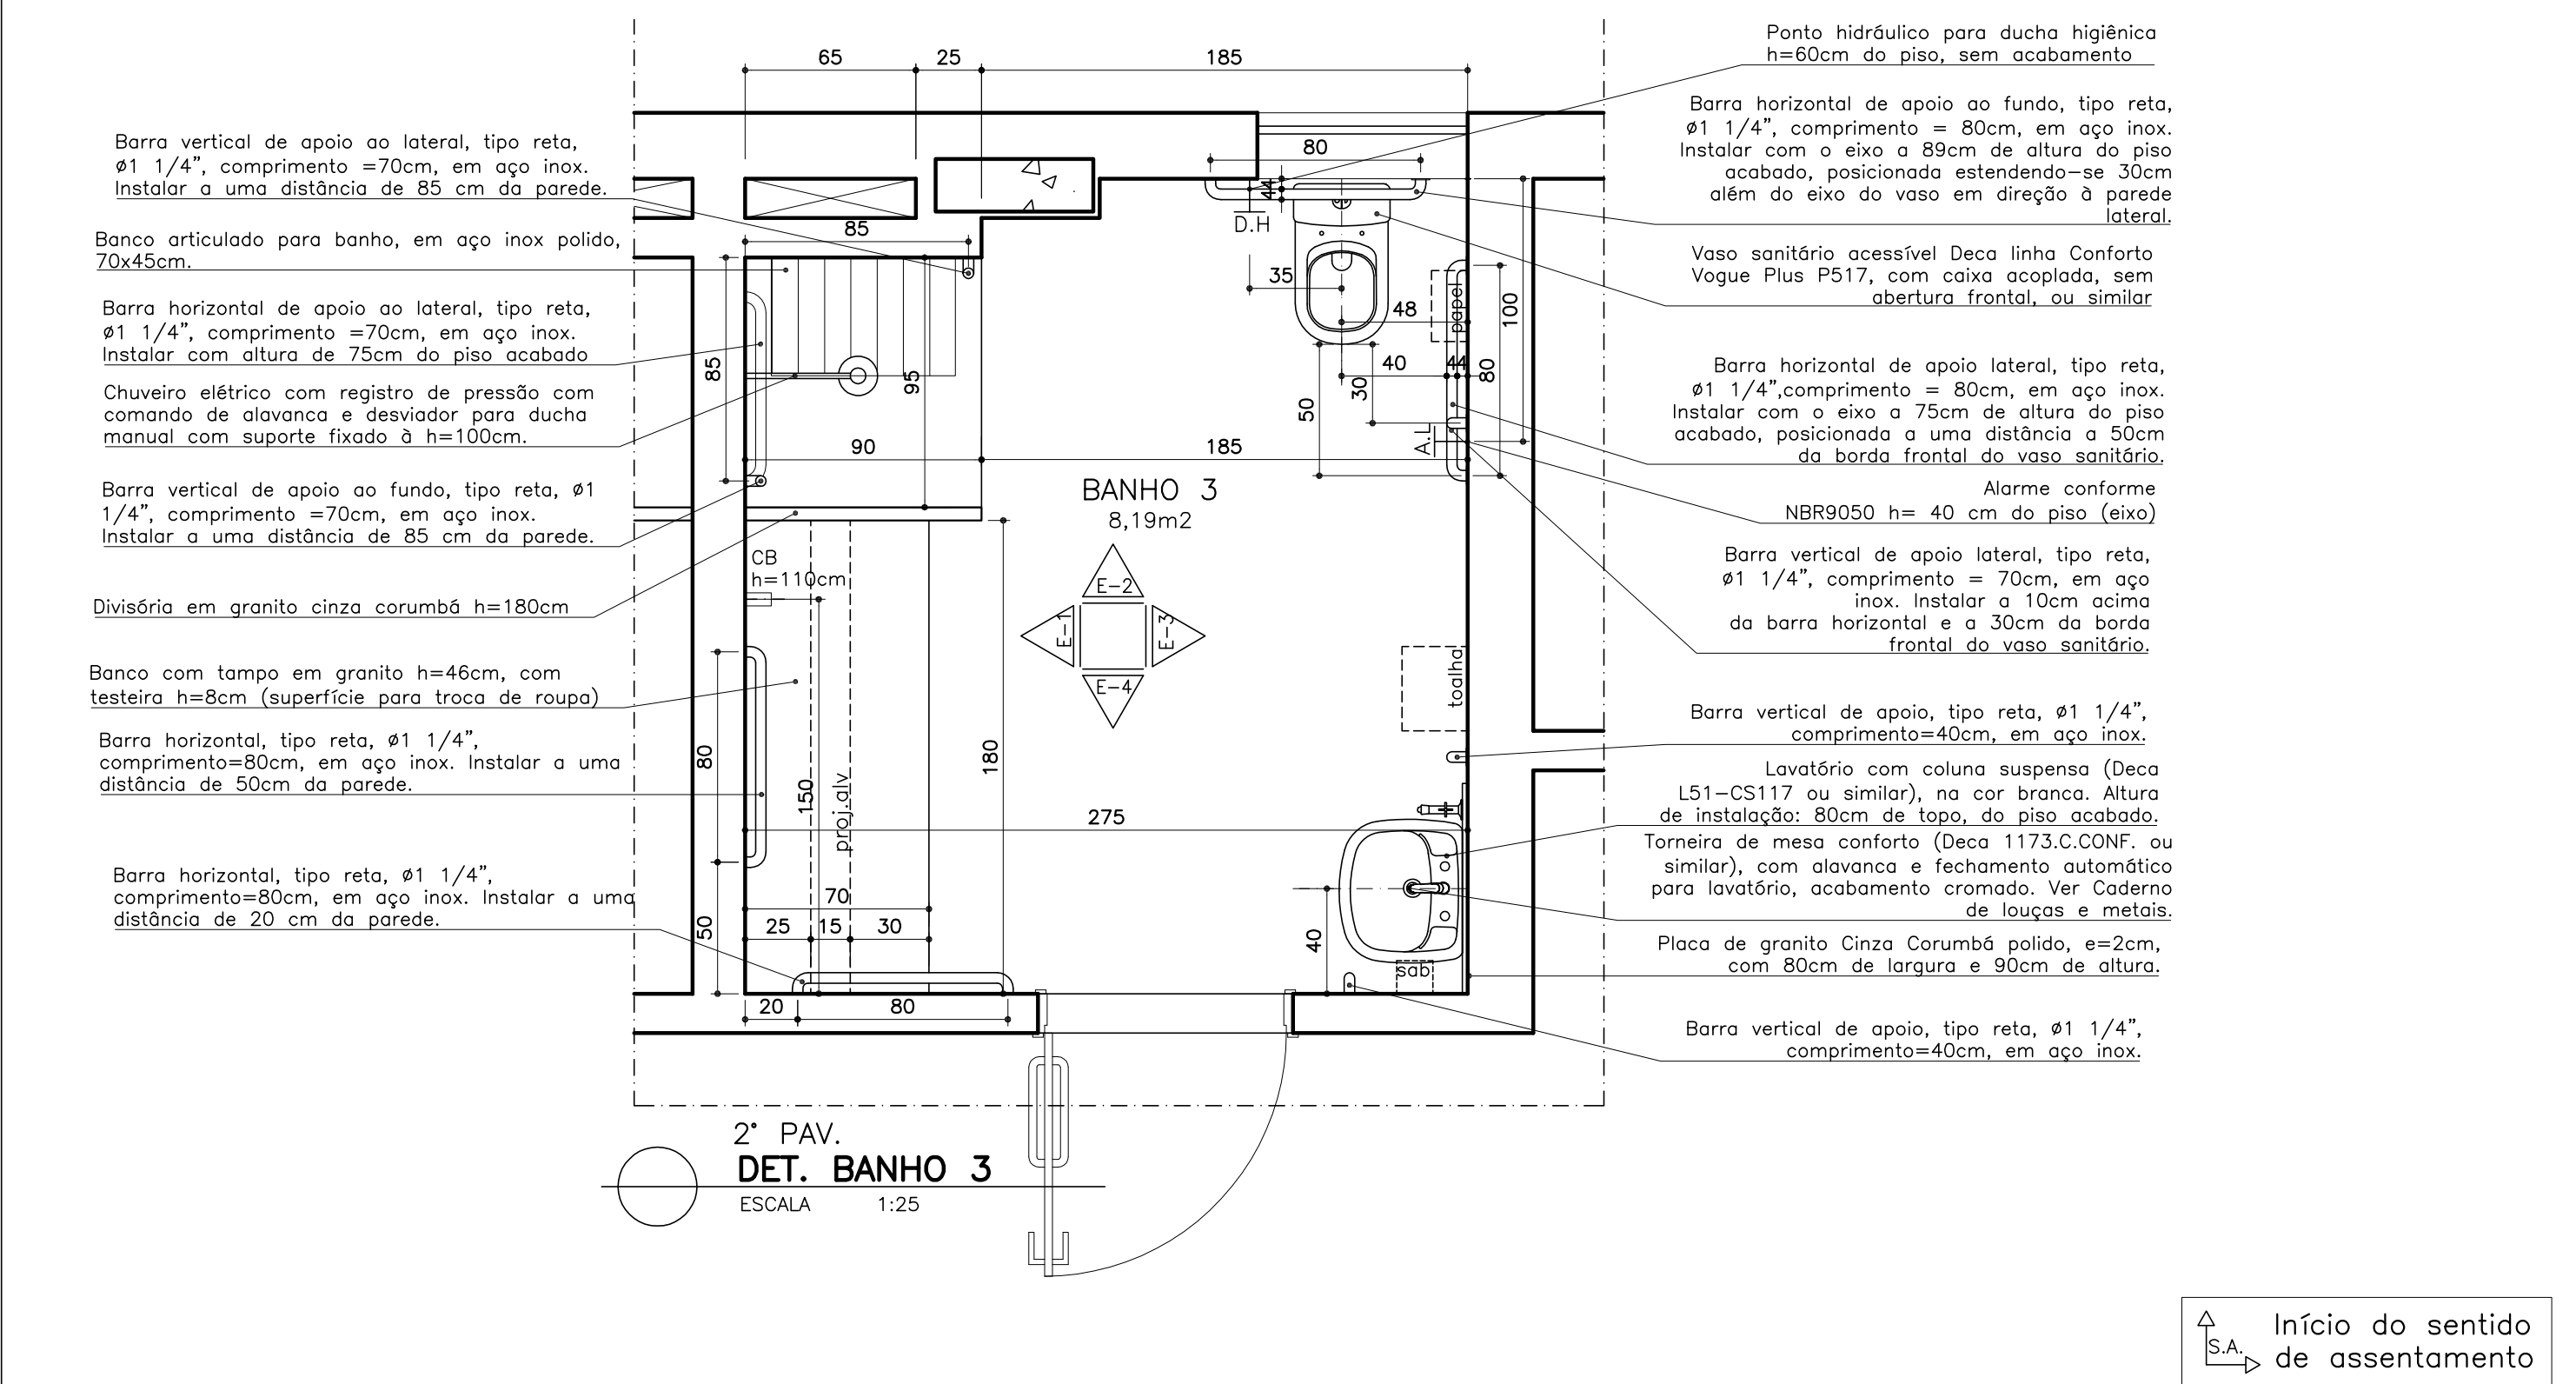 65
25
185
Barra vertical de apoio ao lateral, tipo reta,
ø1 1/4", comprimento =70cm, em aço inox.
Instalar a uma distância de 85 cm da parede.
Banco articulado para banho, em aço inox polido,
70x45cm.
Barra horizontal de apoio ao lateral, tipo reta,
ø1 1/4", comprimento =70cm, em aço inox.
Instalar com altura de 75cm do piso acabado
Chuveiro elétrico com registro de pressão com
comando de alavanca e desviador para ducha
manual com suporte fixado à h=100cm.
Barra vertical de apoio ao fundo, tipo reta, ø1
1/4", comprimento =70cm, em aço inox.
Instalar a uma distância de 85 cm da parede.
Divisória em granito cinza corumbá h=180cm
Banco com tampo em granito h=46cm, com
testeira h=8cm (superfície para troca de roupa)
Barra horizontal, tipo reta, ø1 1/4",
comprimento=80cm, em aço inox. Instalar a uma
distância de 50cm da parede.
Barra horizontal, tipo reta, ø1 1/4",
comprimento=80cm, em aço inox. Instalar a uma
distância de 20 cm da parede.
80
44
D.H
85
35
48
papel
100
85
95
40
44
80
30
50
A.L
90
185
BANHO 3
8,19m2
CB
h=110cm
E-2
E-1
E-3
E-4
toalha
80
150
proj.alv
180
275
70
25
15
30
50
40
sab
20
80
Ponto hidráulico para ducha higiênica
h=60cm do piso, sem acabamento
Barra horizontal de apoio ao fundo, tipo reta,
ø1 1/4", comprimento = 80cm, em aço inox.
Instalar com o eixo a 89cm de altura do piso
acabado, posicionada estendendo-se 30cm
além do eixo do vaso em direção à parede
lateral.
Vaso sanitário acessível Deca linha Conforto
Vogue Plus P517, com caixa acoplada, sem
abertura frontal, ou similar
Barra horizontal de apoio lateral, tipo reta,
ø1 1/4",comprimento = 80cm, em aço inox.
Instalar com o eixo a 75cm de altura do piso
acabado, posicionada a uma distância a 50cm
da borda frontal do vaso sanitário.
Alarme conforme
NBR9050 h= 40 cm do piso (eixo)
Barra vertical de apoio lateral, tipo reta,
ø1 1/4", comprimento = 70cm, em aço
inox. Instalar a 10cm acima
da barra horizontal e a 30cm da borda
frontal do vaso sanitário.
Barra vertical de apoio, tipo reta, ø1 1/4",
comprimento=40cm, em aço inox.
Lavatório com coluna suspensa (Deca
L51-CS117 ou similar), na cor branca. Altura
de instalação: 80cm de topo, do piso acabado.
Torneira de mesa conforto (Deca 1173.C.CONF. ou
similar), com alavanca e fechamento automático
para lavatório, acabamento cromado. Ver Caderno
de louças e metais.
Placa de granito Cinza Corumbá polido, e=2cm,
com 80cm de largura e 90cm de altura.
Barra vertical de apoio, tipo reta, ø1 1/4",
comprimento=40cm, em aço inox.
2° PAV.
DET. BANHO 3
ESCALA 1:25
S.A.
Início do sentido
de assentamento